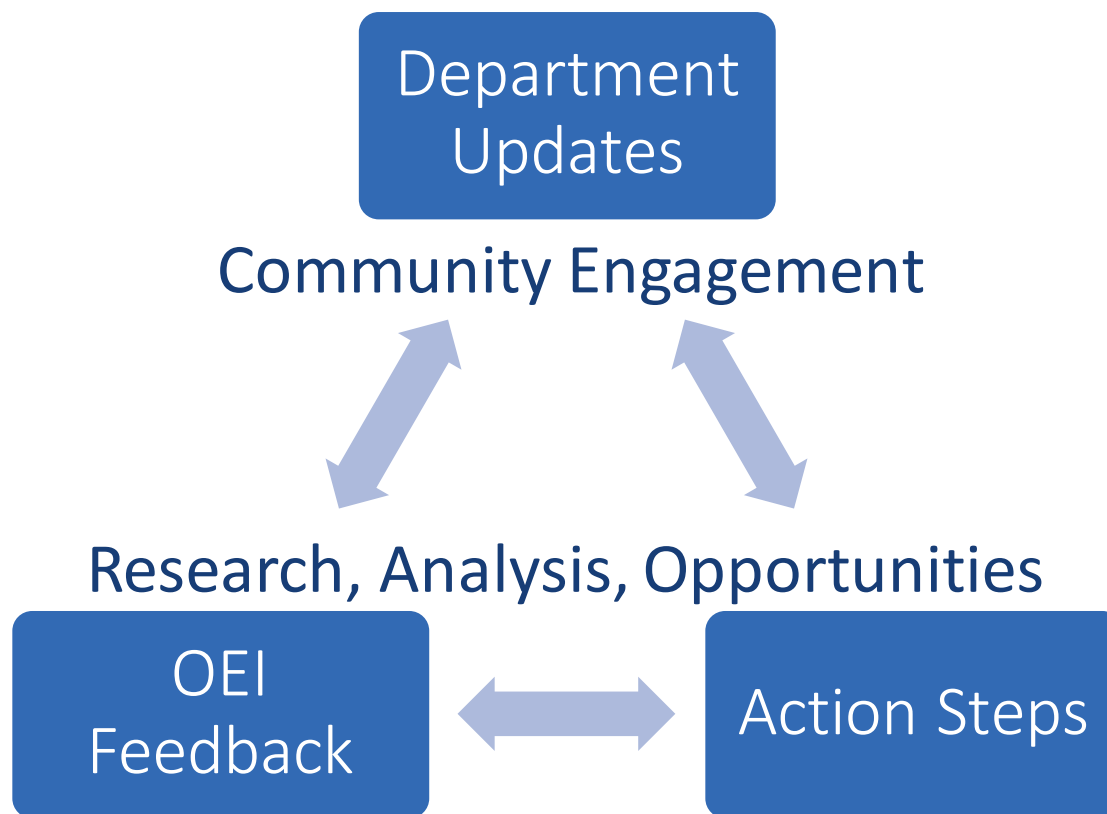 Department
Updates
Community Engagement
Research, Analysis, Opportunities
OEI
Feedback
Action Steps